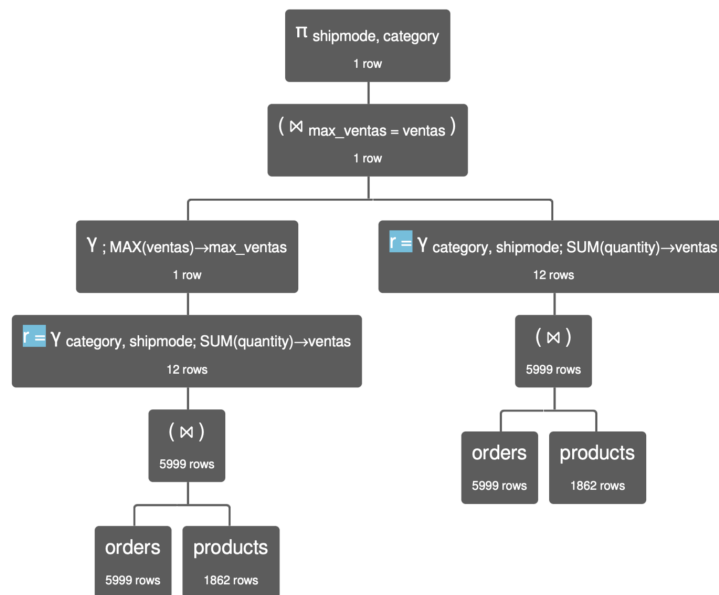 π shipmode, category
1 row
( ⋈ max_ventas = ventas )
1 row
γ ; MAX(ventas)→max_ventas
1 row
r = γ category, shipmode; SUM(quantity)→ventas
12 rows
r = γ category, shipmode; SUM(quantity)→ventas
12 rows
( ⋈ )
5999 rows
( ⋈ )
5999 rows
orders
5999 rows
products
1862 rows
orders
5999 rows
products
1862 rows